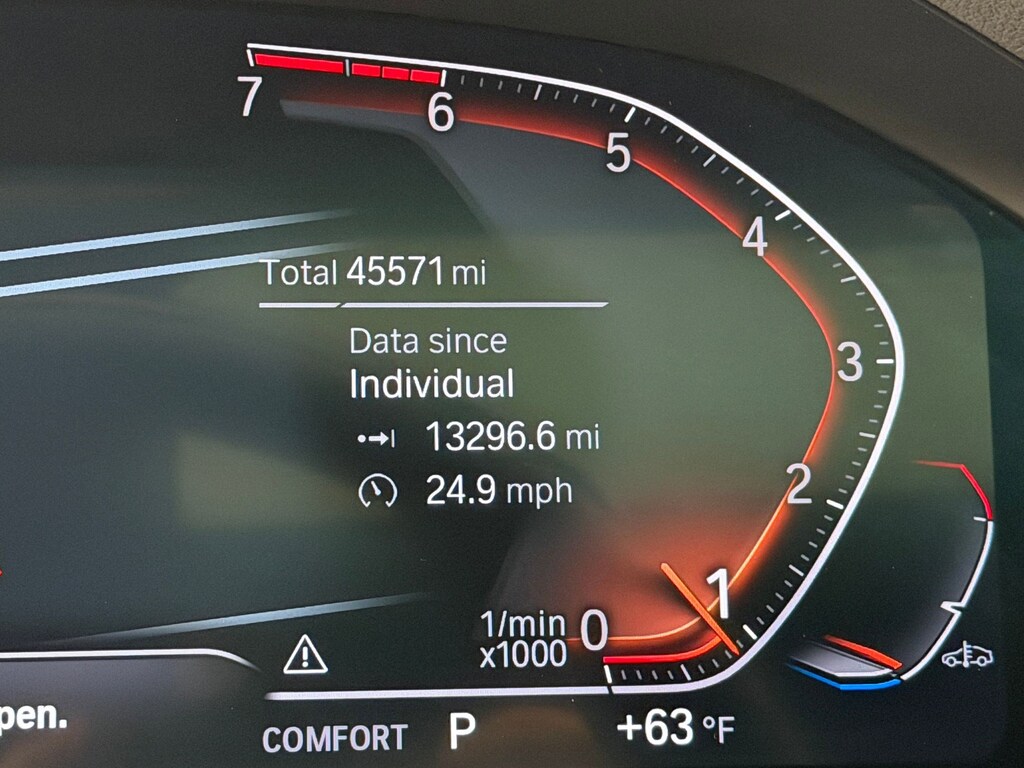 7
6
5
4
Total 45571 mi
Data since
Individual
3
13296.6 mi
2
24.9 mph
1
1/min
x1000
0
pen.
COMFORT P +63 °F